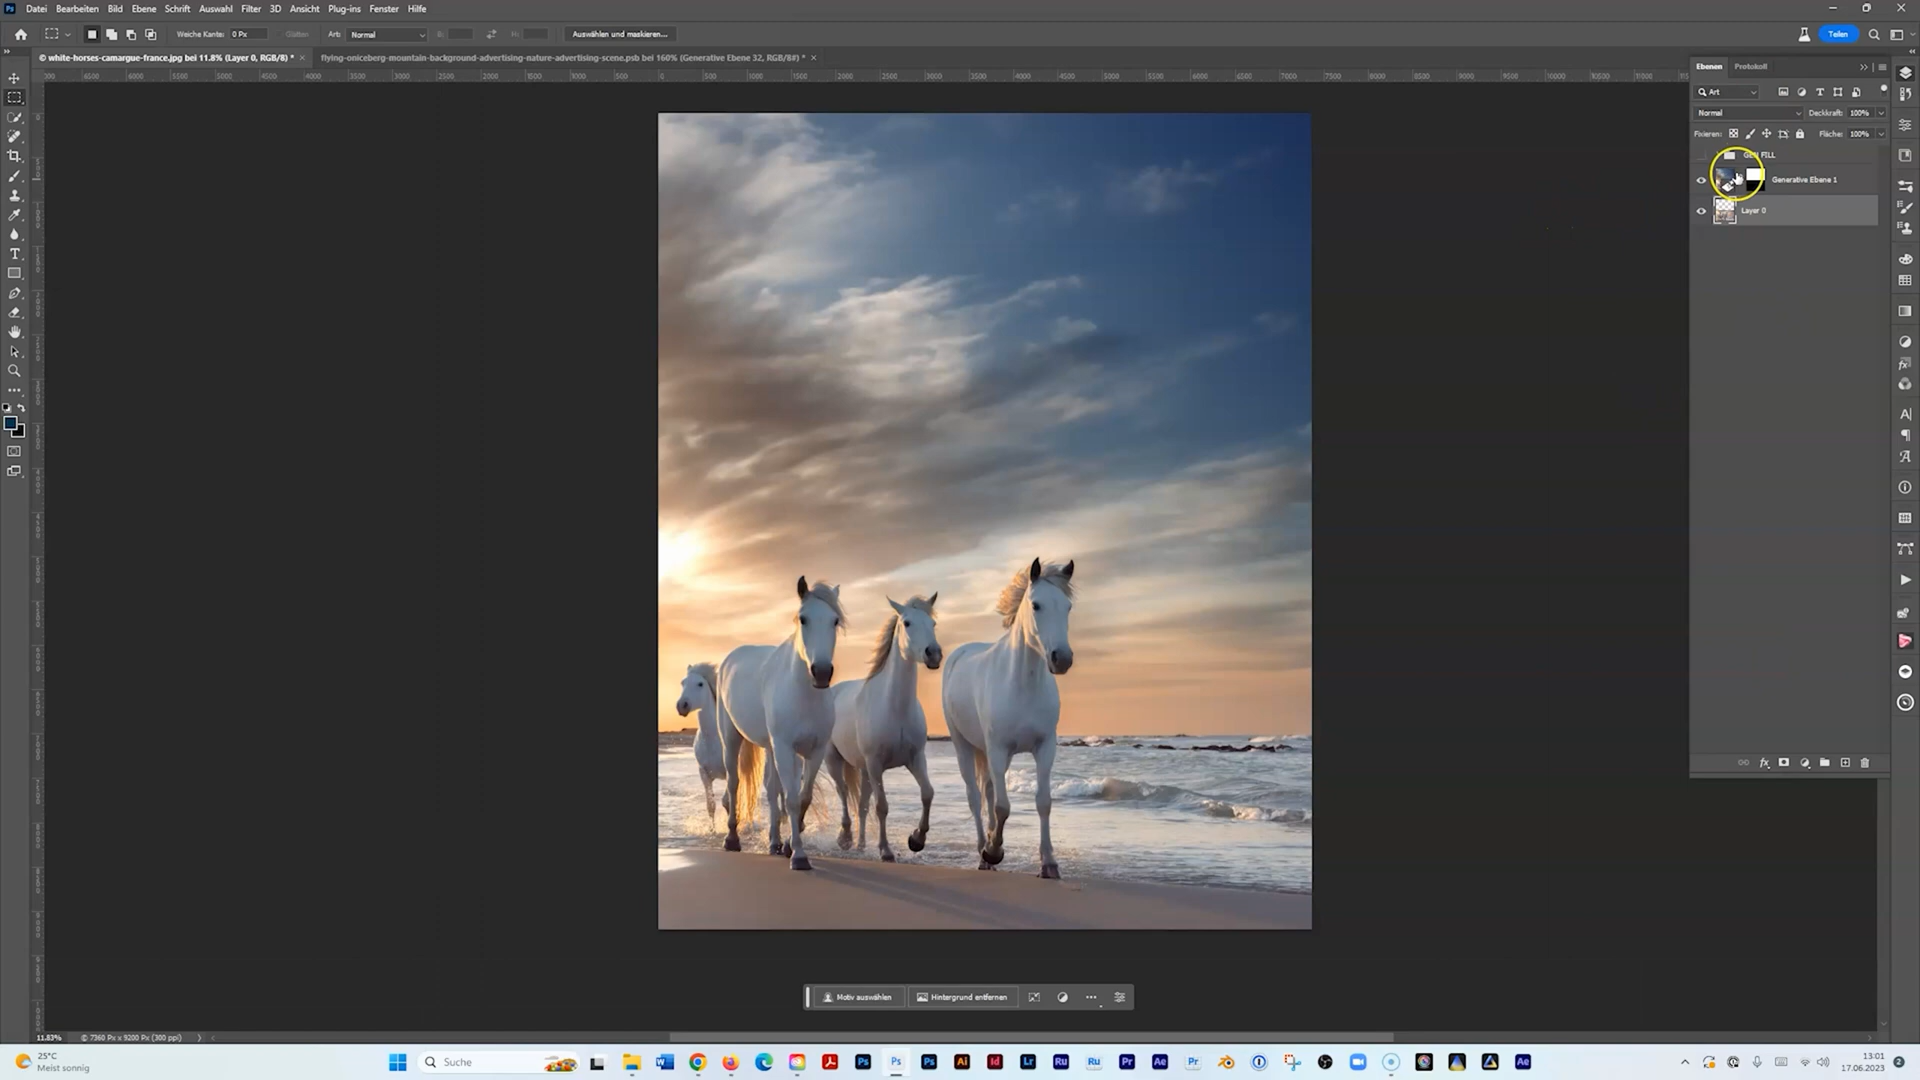 Datei Bearbeiten Bild Schrift Ebene Auswahl Filter 3D Ansicht Plug-ins Fenster Hilfe
Weiche Kante: 0 Px Glätten Art: Normal Auswählen und maskieren... Teilen
© white-horses-camargue-france.jpg bei 11.8% (Layer 0, RGB/8) * ×
flying-oniceberg-mountain-background-advertising-nature-advertising-scene.psb bei 160% (Generative Ebene 32, RGB/8#) * ×
Ebenen Protokoll
Art
Normal Deckkraft: 100%
Fixieren: Fläche: 100%
FILL
Generative Ebene 1
Layer 0
Motiv auswählen Hintergrund entfernen
11.83% © 7360 Px x 9200 Px (300 ppi)
25°C
Meist sonnig
Suche
13:01
17.06.2023